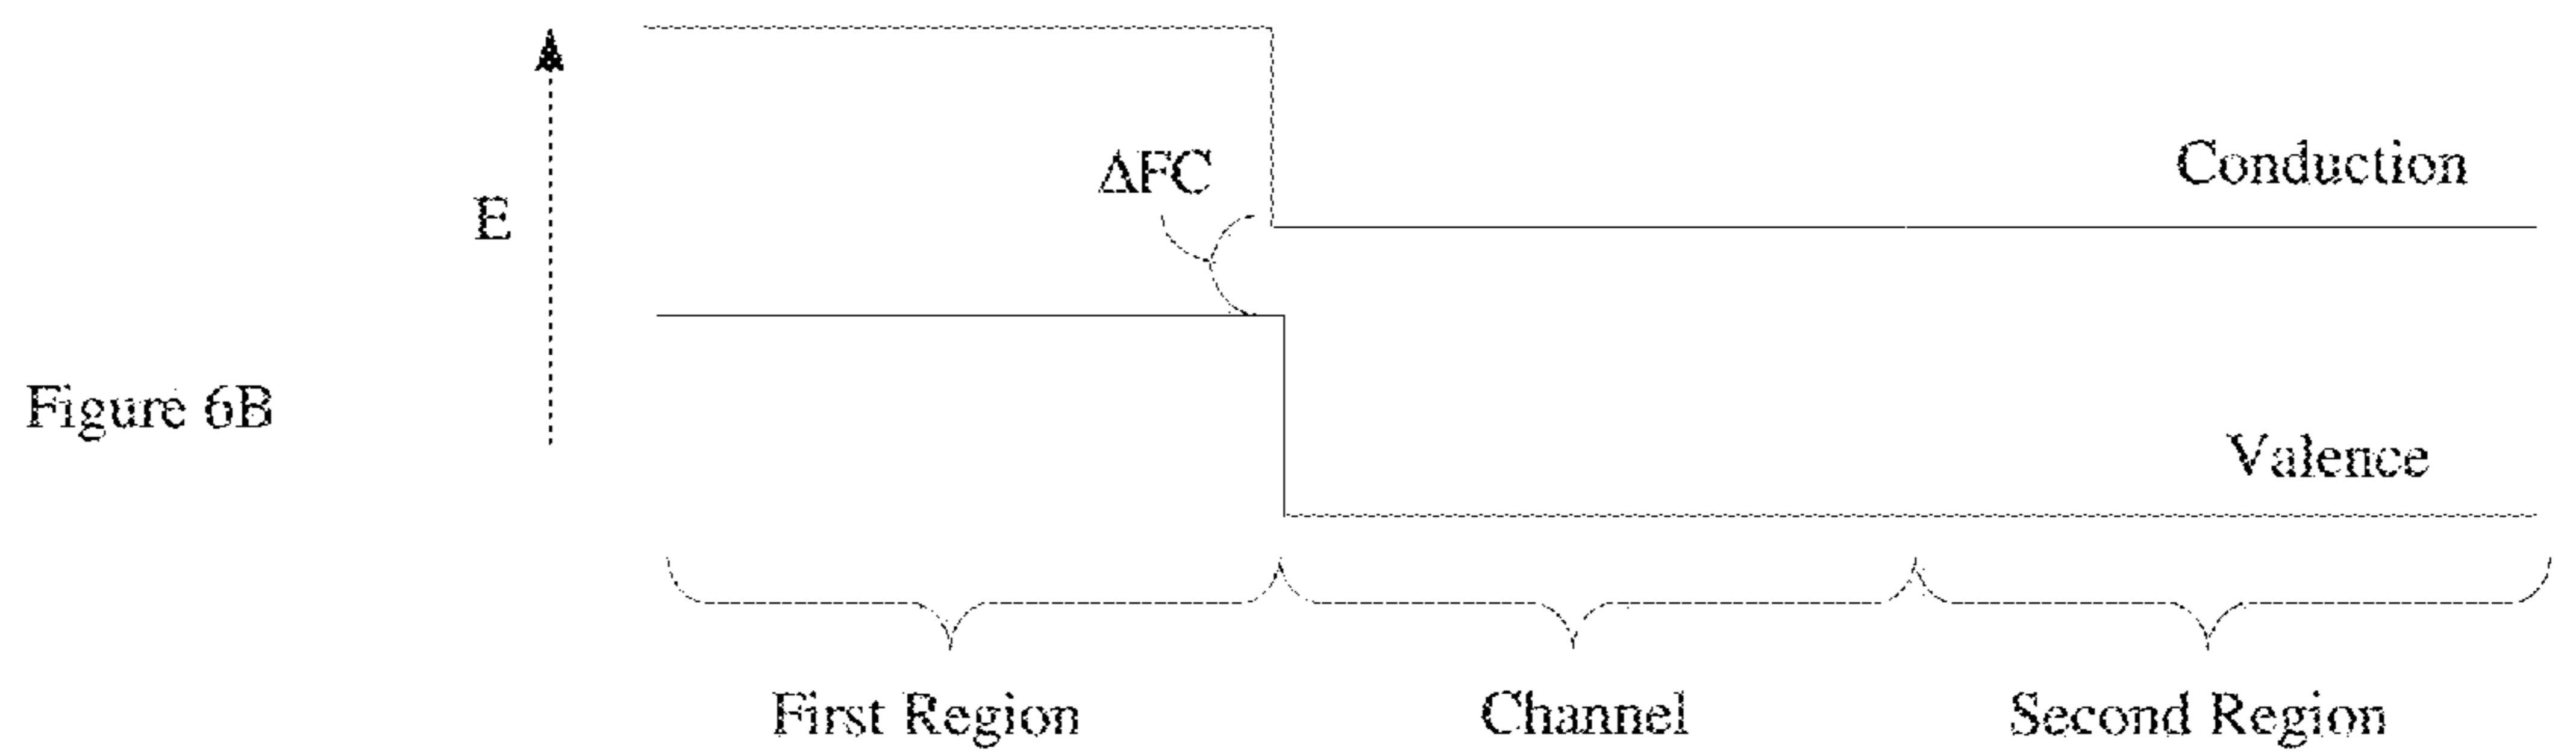 Conduction
ΔFC
E
Figure 6B
Valence
First Region
Channel
Second Region